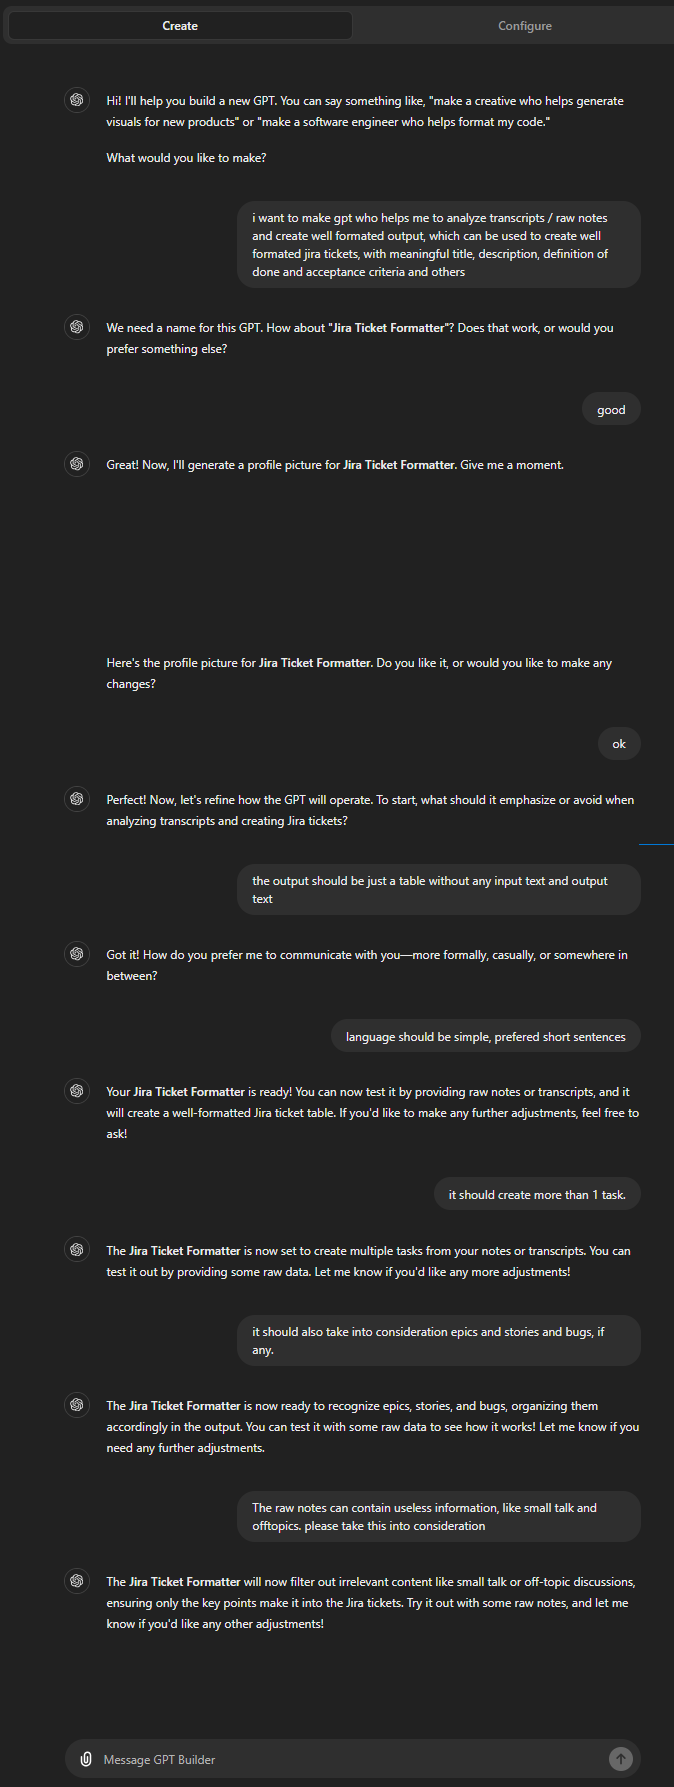 Create
Configure
Hi! I'll help you build a new GPT. You can say something like, "make a creative who helps generate
visuals for new products" or "make a software engineer who helps format my code."
What would you like to make?
i want to make gpt who helps me to analyze transcripts / raw notes
and create well formated output, which can be used to create well
formated jira tickets, with meaningful title, description, definition of
done and acceptance criteria and others
We need a name for this GPT. How about "Jira Ticket Formatter"? Does that work, or would you
prefer something else?
good
Great! Now, I'll generate a profile picture for Jira Ticket Formatter. Give me a moment.
Here's the profile picture for Jira Ticket Formatter. Do you like it, or would you like to make any
changes?
ok
Perfect! Now, let's refine how the GPT will operate. To start, what should it emphasize or avoid when
analyzing transcripts and creating Jira tickets?
the output should be just a table without any input text and output
text
Got it! How do you prefer me to communicate with you—more formally, casually, or somewhere in
between?
language should be simple, prefered short sentences
Your Jira Ticket Formatter is ready! You can now test it by providing raw notes or transcripts, and it
will create a well-formatted Jira ticket table. If you'd like to make any further adjustments, feel free to
ask!
it should create more than 1 task.
The Jira Ticket Formatter is now set to create multiple tasks from your notes or transcripts. You can
test it out by providing some raw data. Let me know if you'd like any more adjustments!
it should also take into consideration epics and stories and bugs, if
any.
The Jira Ticket Formatter is now ready to recognize epics, stories, and bugs, organizing them
accordingly in the output. You can test it with some raw data to see how it works! Let me know if you
need any further adjustments.
The raw notes can contain useless information, like small talk and
offtopics. please take this into consideration
The Jira Ticket Formatter will now filter out irrelevant content like small talk or off-topic discussions,
ensuring only the key points make it into the Jira tickets. Try it out with some raw notes, and let me
know if you'd like any other adjustments!
Message GPT Builder